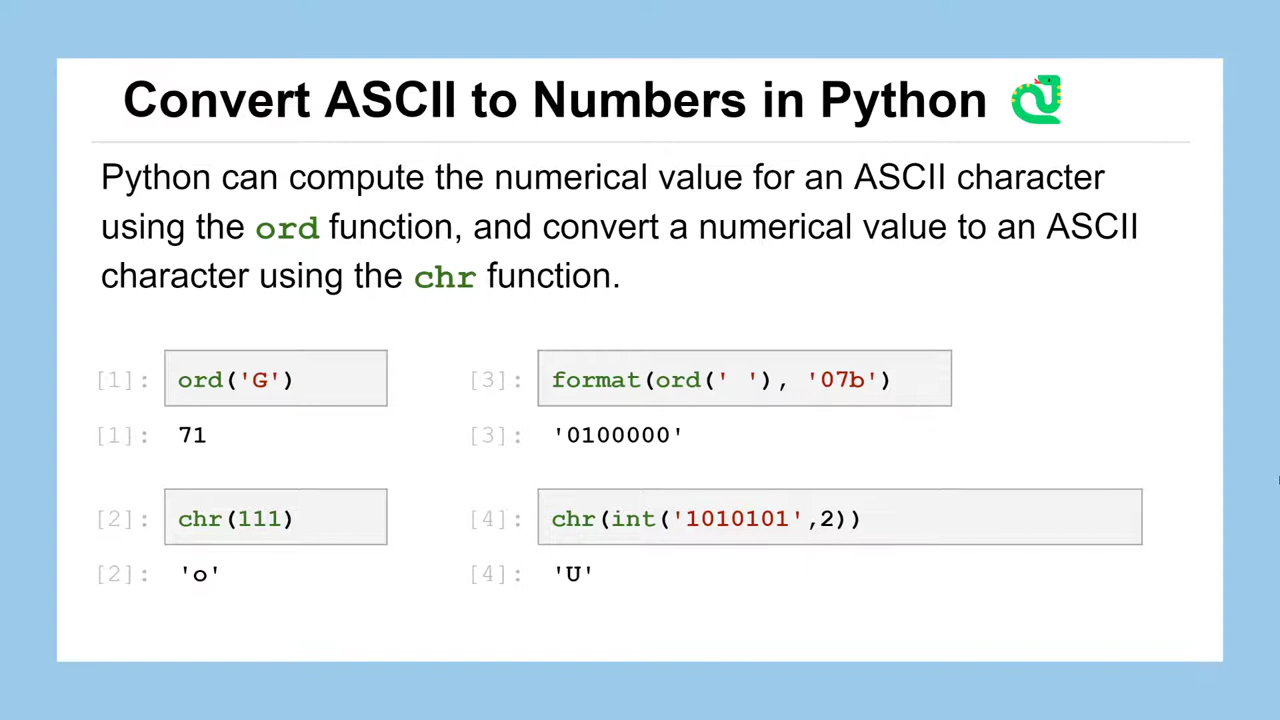 Convert ASCII to Numbers in Python
Python can compute the numerical value for an ASCII character
using the ord function, and convert a numerical value to an ASCII
character using the chr function.
[1]: ord('G')
[1]: 71
[2]: chr(111)
[2]: 'o'
[3]: format(ord(' '), '07b')
[3]: '0100000'
[4]: chr(int('1010101',2))
[4]: 'U'